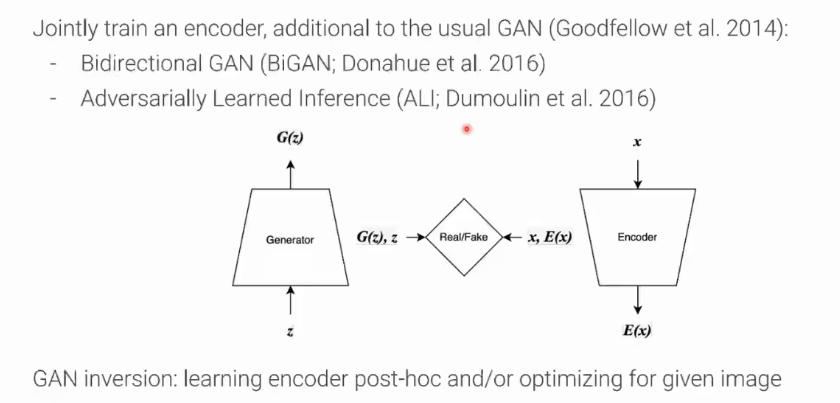 Jointly train an encoder, additional to the usual GAN (Goodfellow et al. 2014):
- Bidirectional GAN (BiGAN; Donahue et al. 2016)
- Adversarially Learned Inference (ALI; Dumoulin et al. 2016)
G(z)
x
Generator
G(z), z
Real/Fake
x, E(x)
Encoder
z
E(x)
GAN inversion: learning encoder post-hoc and/or optimizing for given image